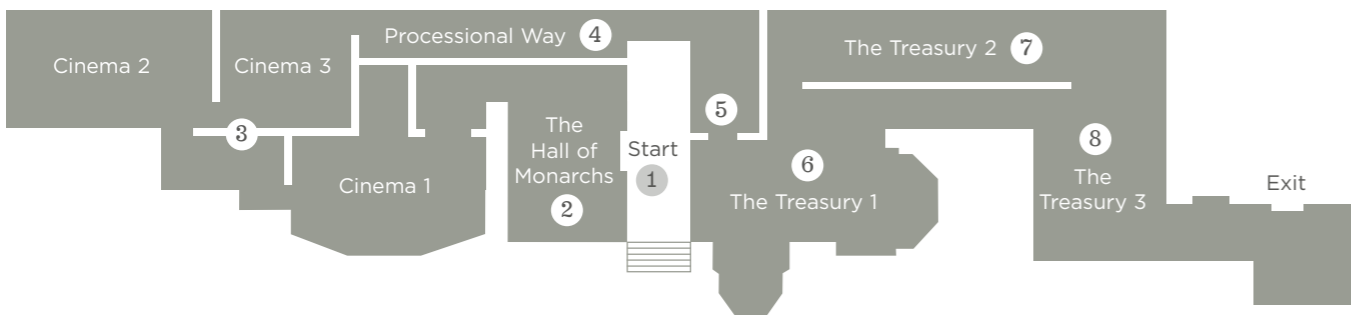 Processional Way 4
The Treasury 2 7
Cinema 2
Cinema 3
5
3
The
Hall of
Monarchs
2
Start
1
6
8
Cinema 1
The Treasury 1
The
Treasury 3
Exit